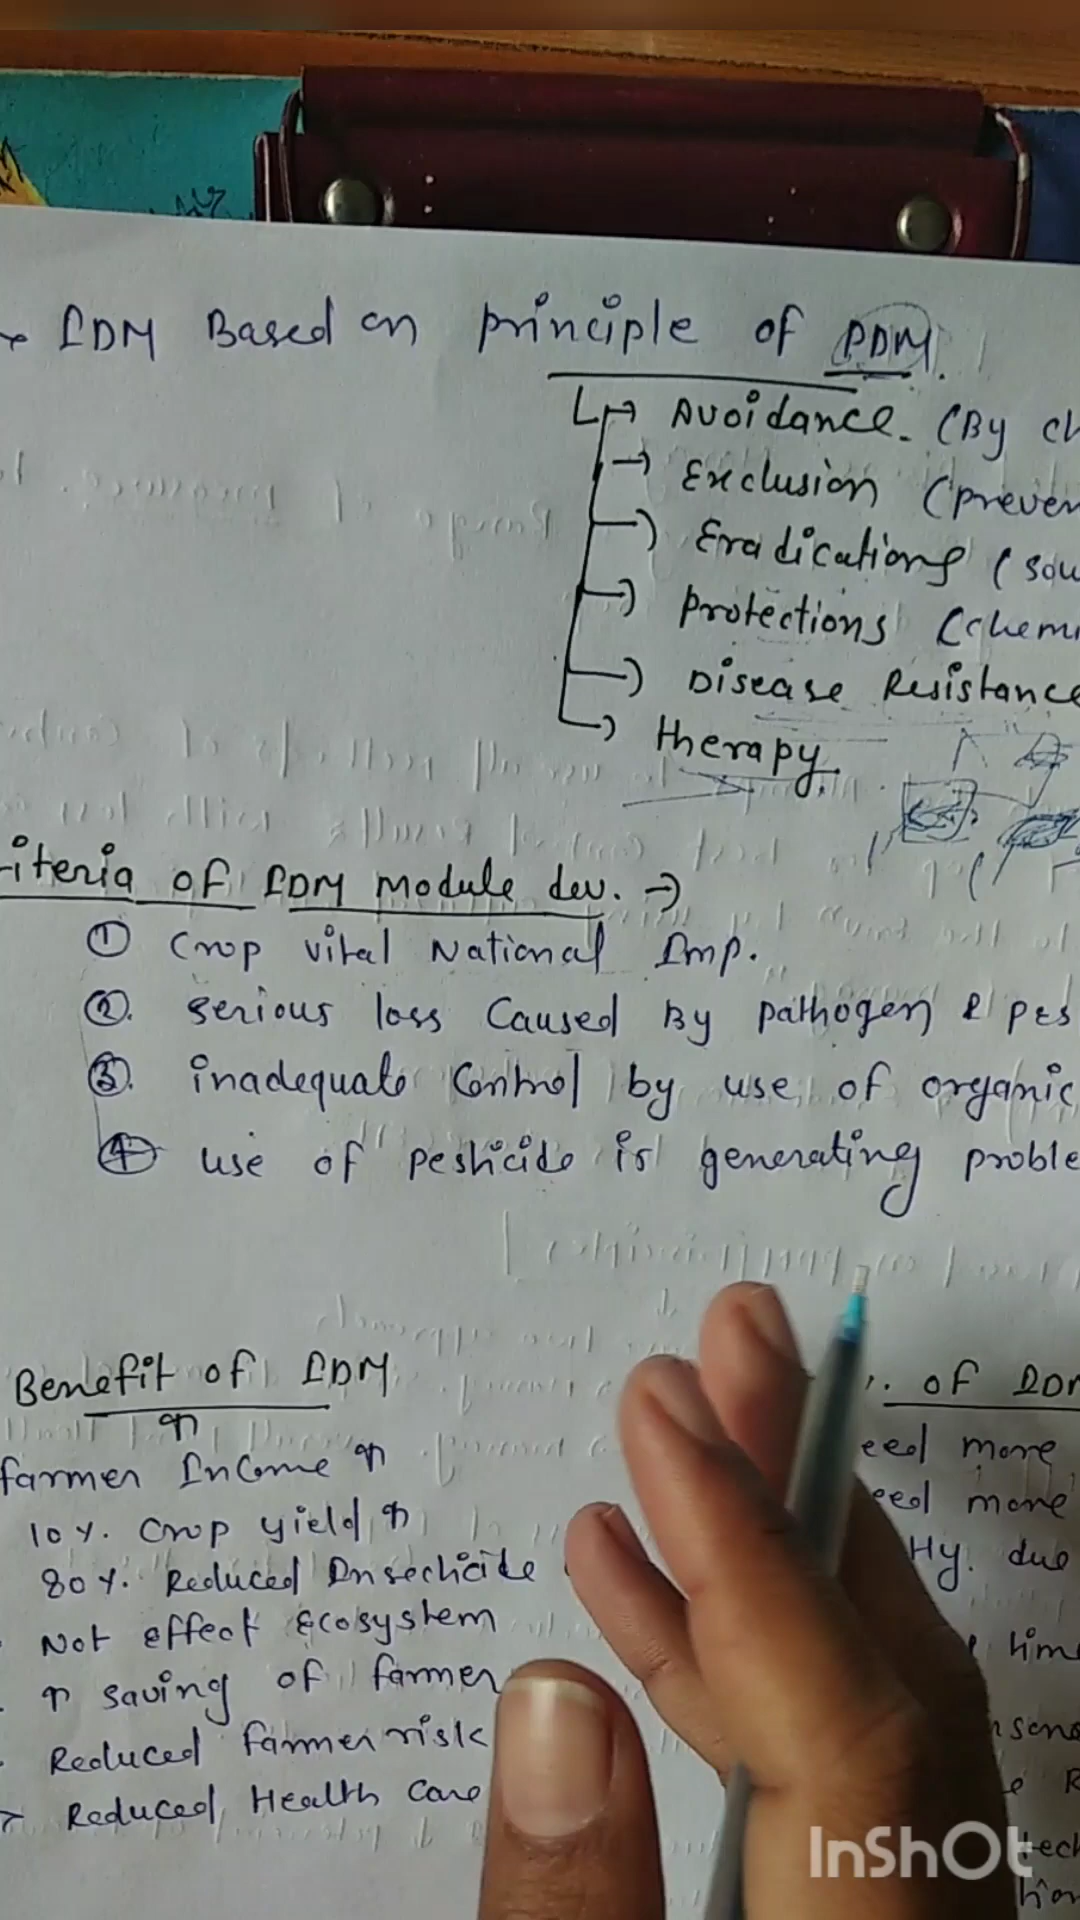 IDM Based on principle of PDM.
Avoidance. (By ch
Exclusion (preven
Eradications (sou
Protections (chemi
Disease Resistance
therapy.
iteria of IDM module dev. →
① Crop vital National Imp.
②. serious loss caused by pathogen & pes
③. inadequate control by use of organic
④ use of pesticide is generating proble
Benefit of IDM
of IDM
farmer Income ↑
eed more
10%. Crop yield ↑
eed more
80%. Reduced Insecticide
Hy. due
Not effect Ecosystem
time
↑ saving of farmer
Reduced farmer risk
Reduced Health Care
InShOt